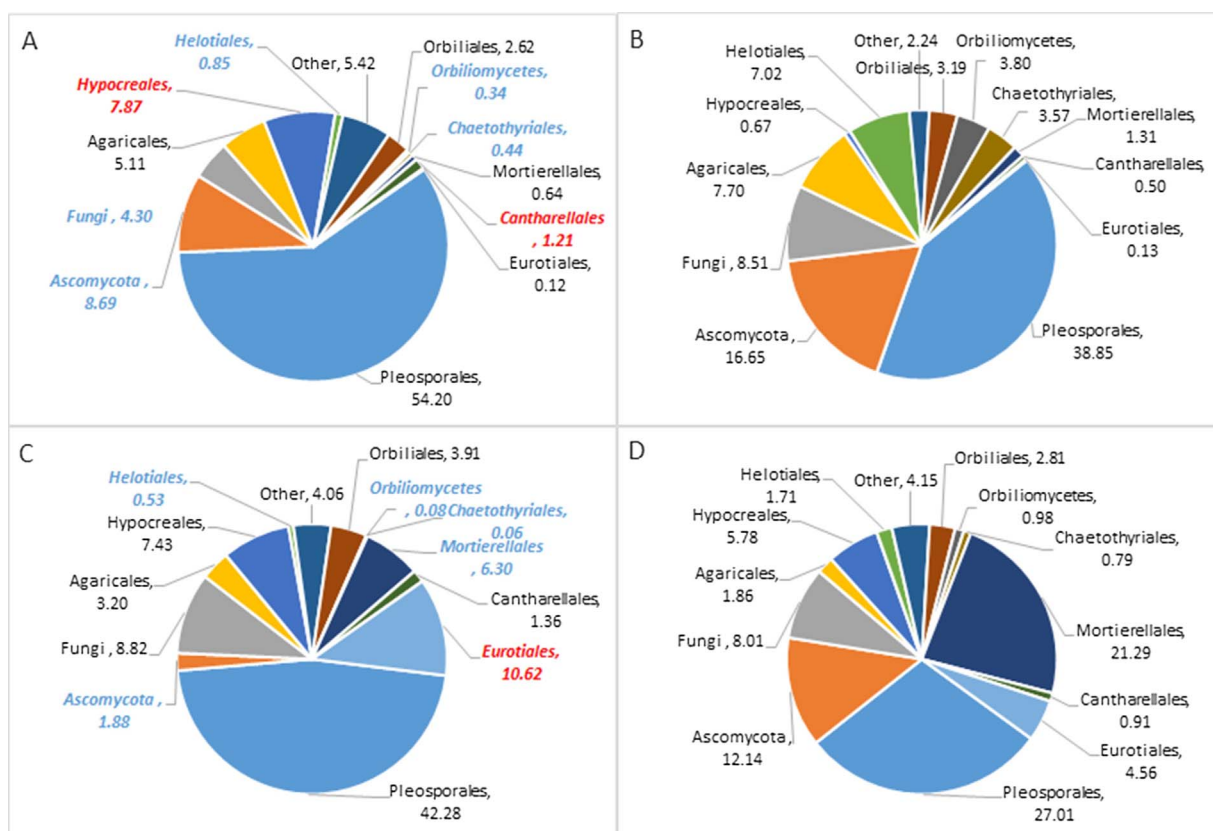 A
Helotiales,
0.85
Other, 5.42
Orbiliales, 2.62
Orbiliomycetes,
0.34
Hypocreales,
7.87
Chaetothyriales,
0.44
Agaricales,
5.11
Mortierellales,
0.64
Fungi , 4.30
Cantharellales
, 1.21
Eurotiales,
0.12
Ascomycota ,
8.69
Pleosporales,
54.20
B
Other, 2.24
Orbiliomycetes,
3.80
Helotiales,
7.02
Orbiliales, 3.19
Chaetothyriales,
3.57
Hypocreales,
0.67
Mortierellales,
1.31
Agaricales,
7.70
Cantharellales,
0.50
Eurotiales,
0.13
Fungi , 8.51
Ascomycota ,
16.65
Pleosporales,
38.85
C
Orbiliales, 3.91
Helotiales,
0.53
Other, 4.06
Orbiliomycetes
, 0.08
Chaetothyriales,
0.06
Hypocreales,
7.43
Mortierellales
, 6.30
Agaricales,
3.20
Cantharellales,
1.36
Fungi , 8.82
Eurotiales,
10.62
Ascomycota ,
1.88
Pleosporales,
42.28
D
Helotiales,
1.71
Other, 4.15
Orbiliales, 2.81
Orbiliomycetes,
0.98
Hypocreales,
5.78
Chaetothyriales,
0.79
Agaricales,
1.86
Fungi , 8.01
Mortierellales,
21.29
Cantharellales,
0.91
Ascomycota ,
12.14
Eurotiales,
4.56
Pleosporales,
27.01